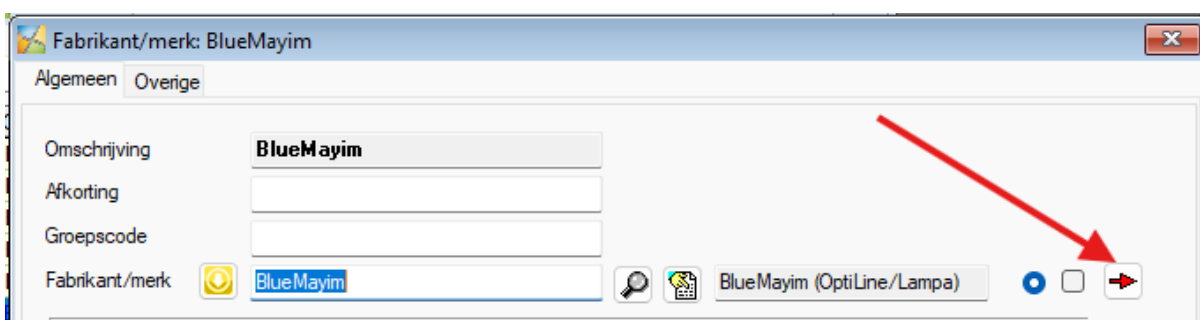 Fabrikant/merk: BlueMayim
Algemeen Overige
Omschrijving BlueMayim
Afkorting
Groepscode
Fabrikant/merk BlueMayim BlueMayim (OptiLine/Lampa)